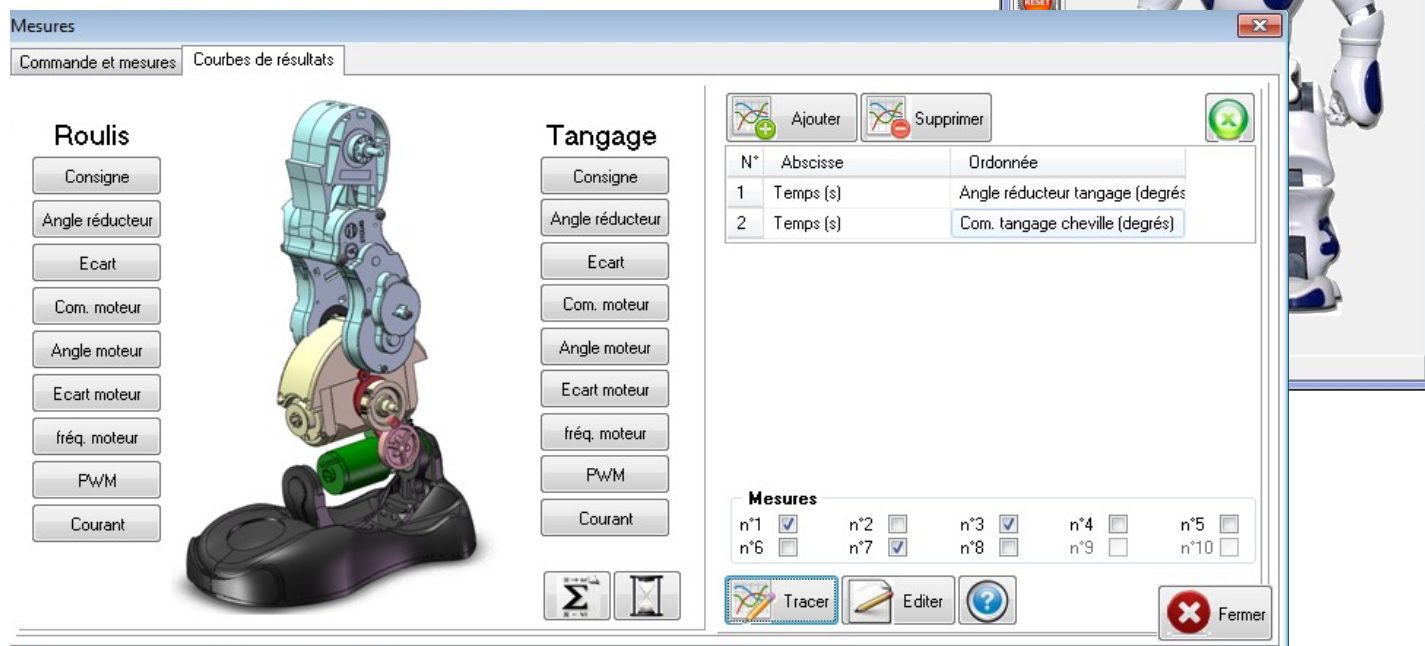 RESET
Mesures
Commande et mesures
Courbes de résultats
Roulis
Consigne
Angle réducteur
Ecart
Com. moteur
Angle moteur
Ecart moteur
fréq. moteur
PWM
Courant
Tangage
Consigne
Angle réducteur
Ecart
Com. moteur
Angle moteur
Ecart moteur
fréq. moteur
PWM
Courant
Σ
Ajouter
Supprimer
N° Abscisse Ordonnée
1 Temps (s) Angle réducteur tangage (degrés
2 Temps (s) Com. tangage cheville (degrés)
Mesures
n°1 n°2 n°3 n°4 n°5
n°6 n°7 n°8 n°9 n°10
Tracer
Editer
?
Fermer